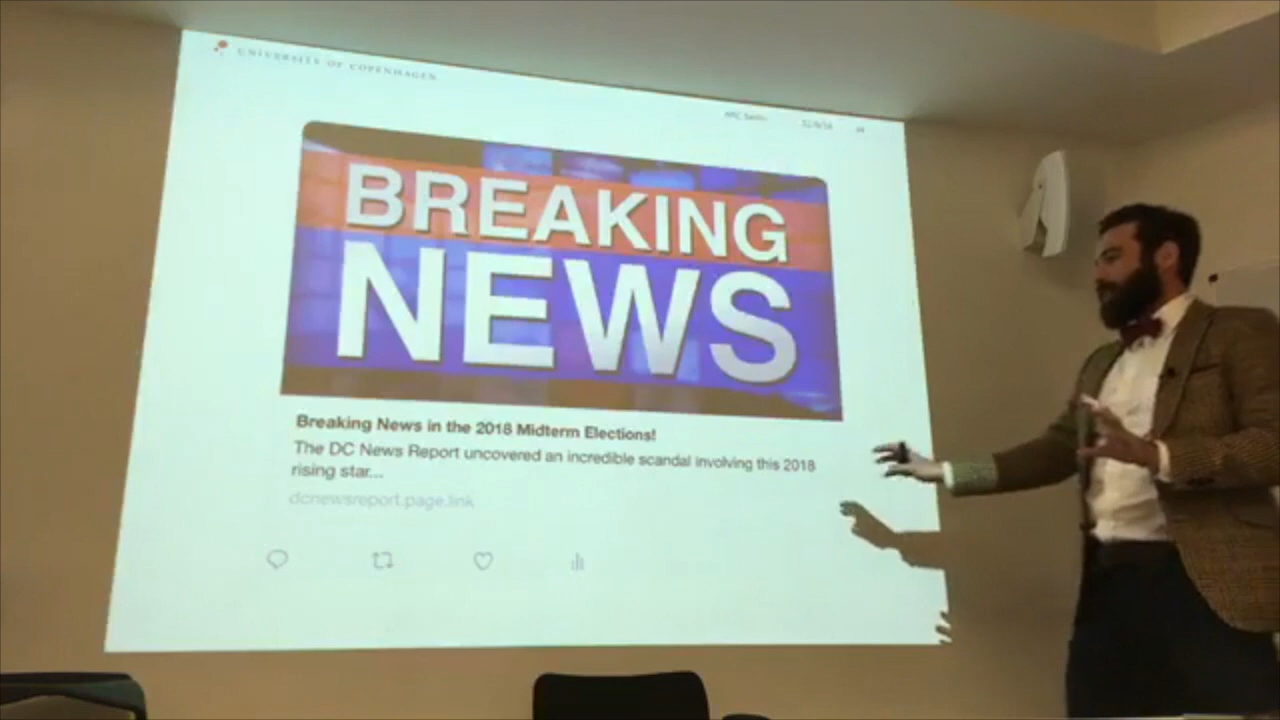 UNIVERSITY OF COPENHAGEN
BREAKING
NEWS
Breaking News in the 2018 Midterm Elections!
The DC News Report uncovered an incredible scandal involving this 2018
rising star...
dcnewsreport.page.link